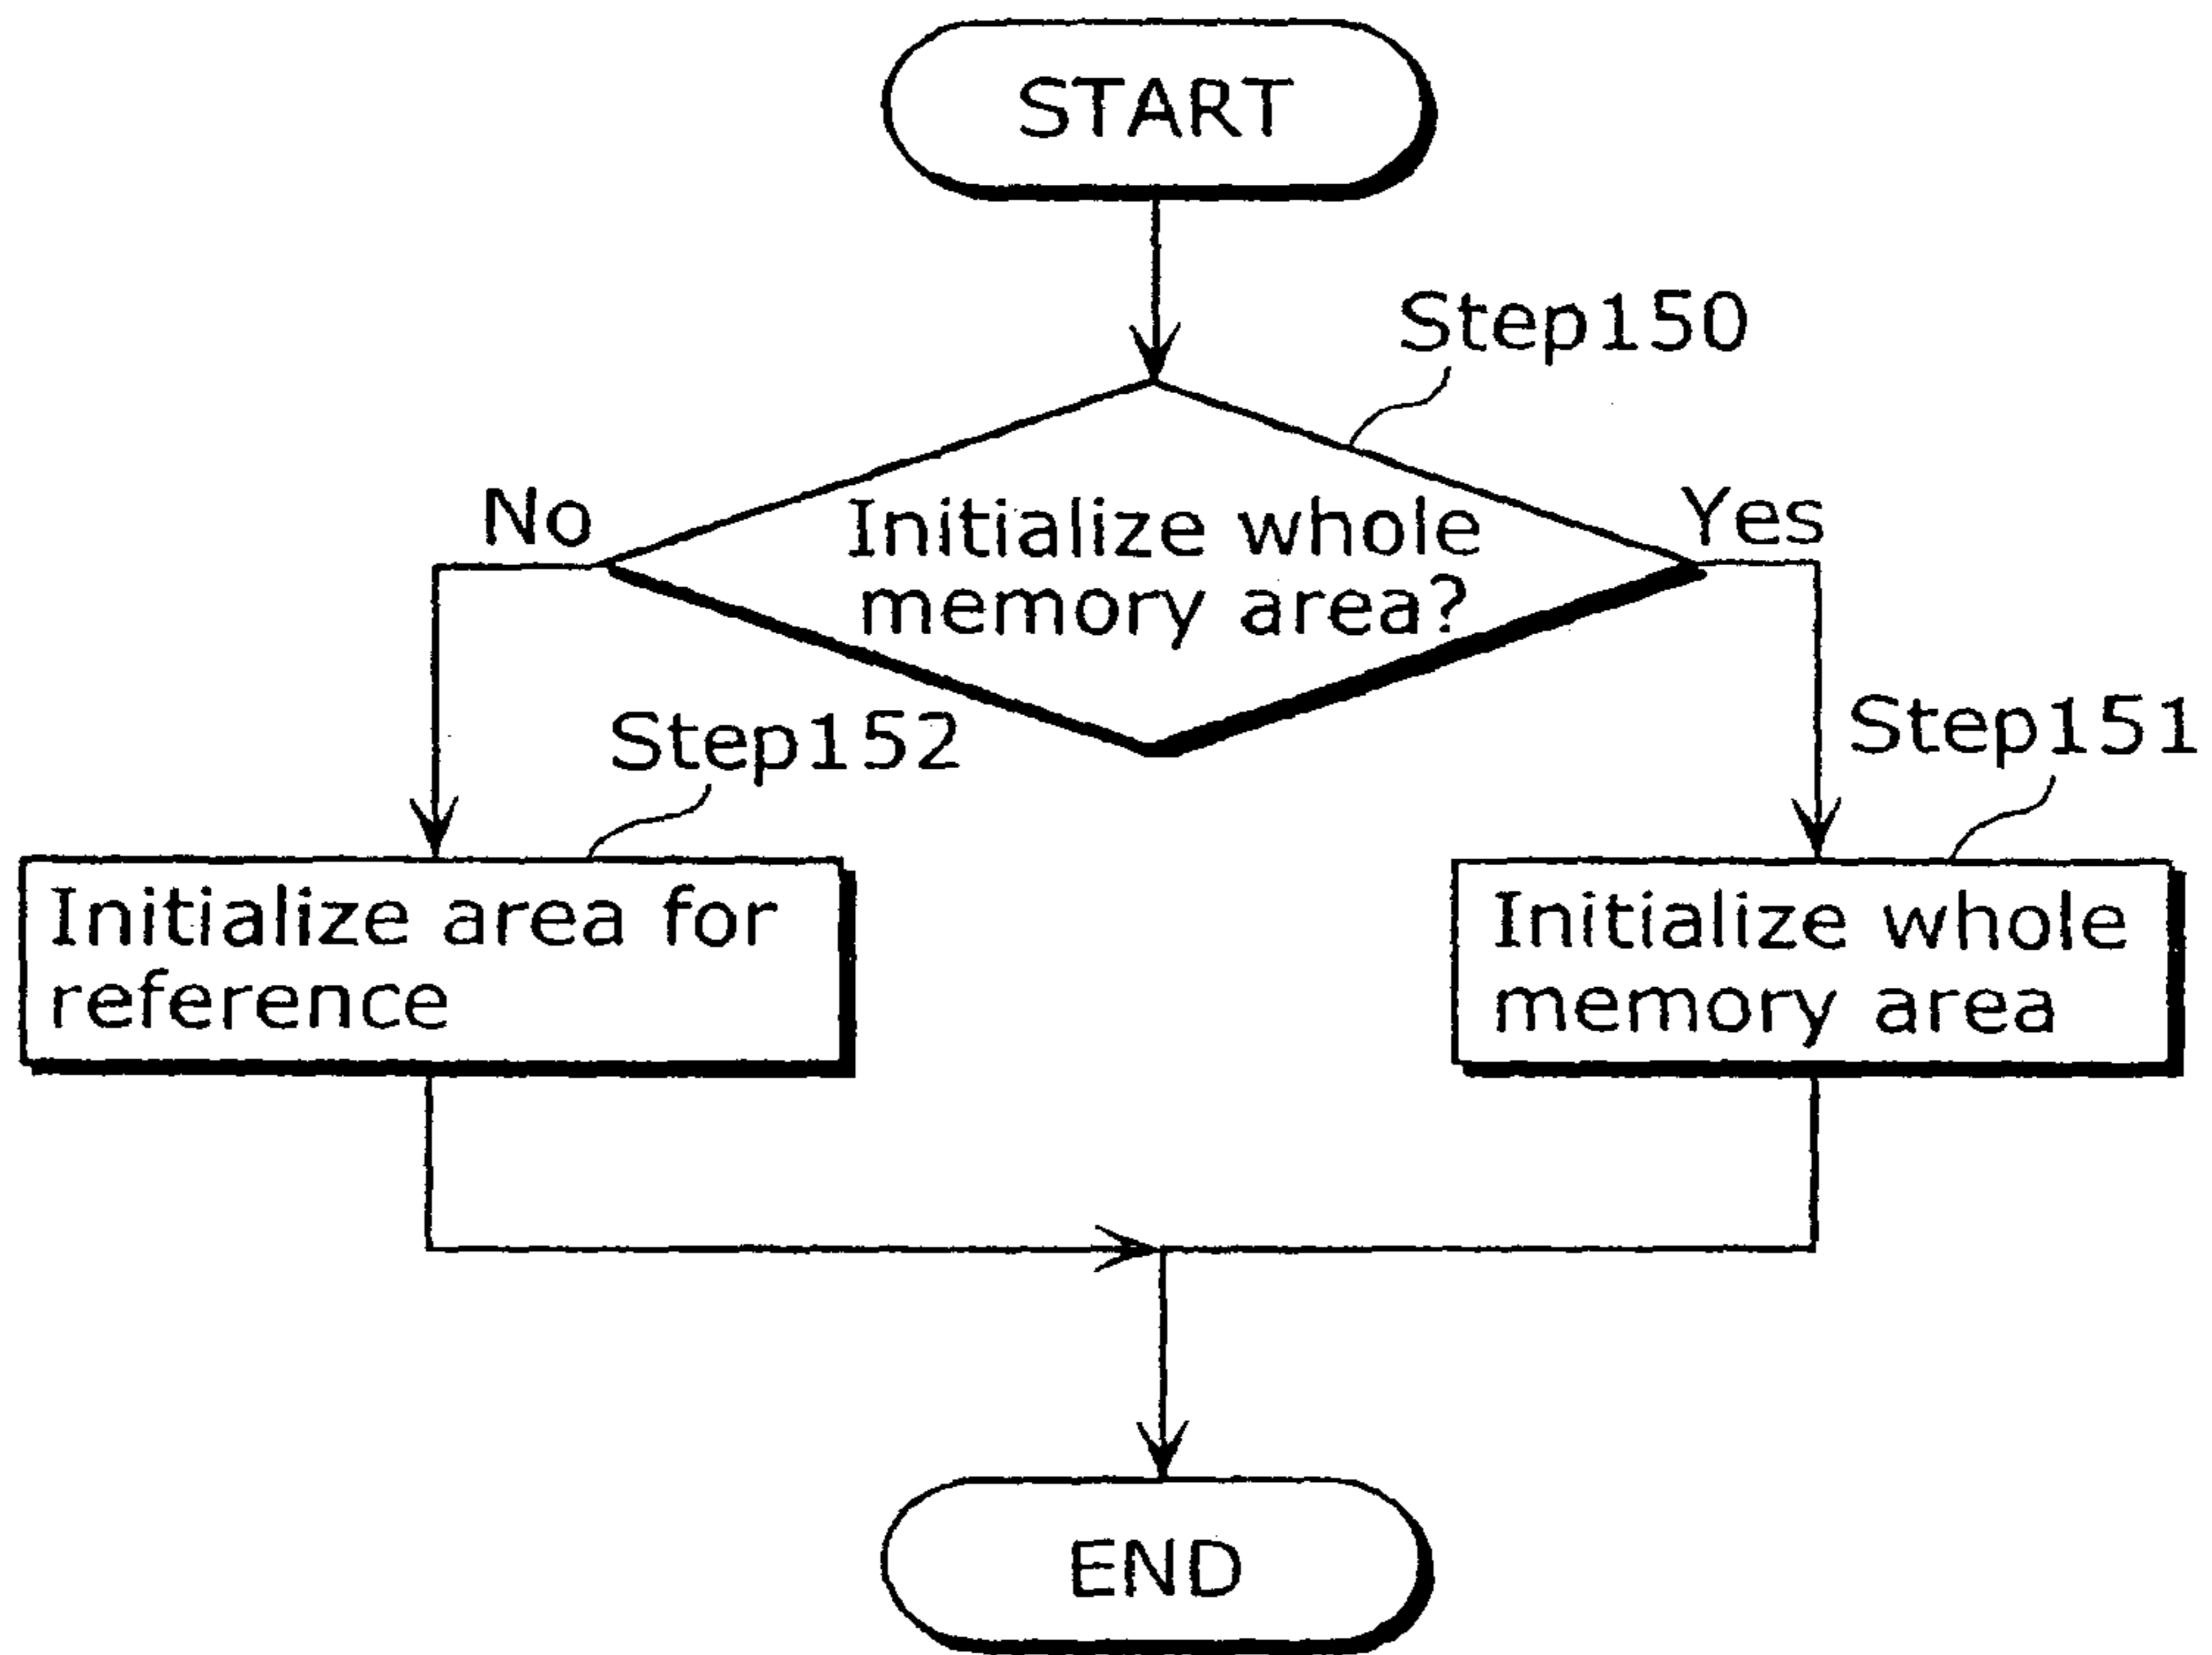 START
Step150
No
Initialize whole
memory area?
Yes
Step152
Step151
Initialize area for
reference
Initialize whole
memory area
END